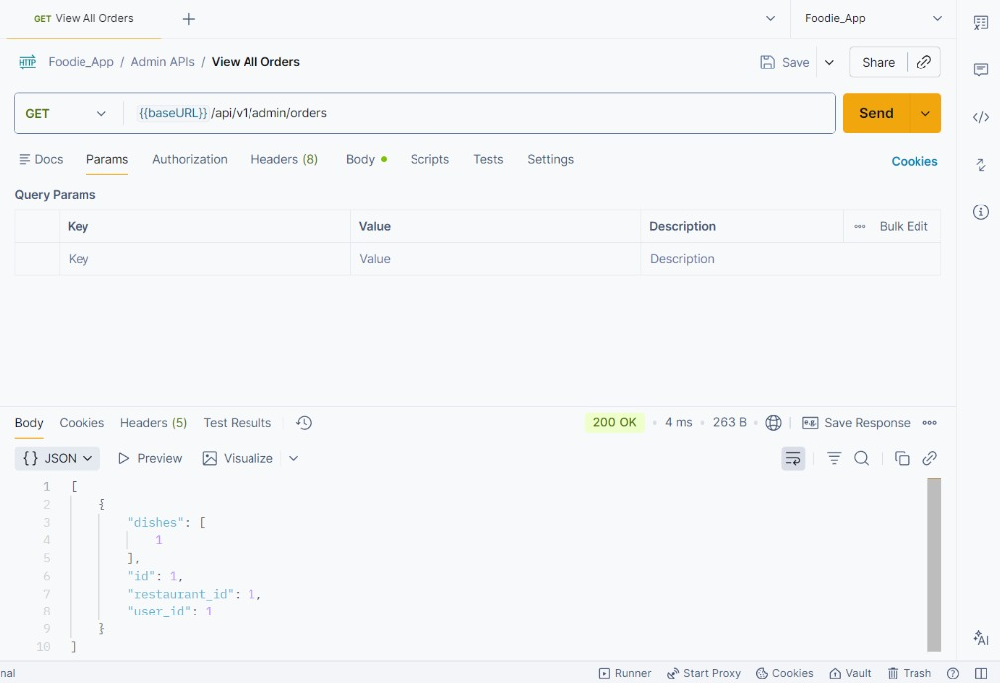 GET View All Orders
Foodie_App
HTTP Foodie_App / Admin APIs / View All Orders
Save
Share
GET
{{baseURL}} /api/v1/admin/orders
Send
Docs Params Authorization Headers (8) Body Scripts Tests Settings
Cookies
Query Params
Key Value Description Bulk Edit
Key Value Description
Body Cookies Headers (5) Test Results
200 OK 4 ms 263 B Save Response
{} JSON Preview Visualize
1 [
2 {
3 "dishes": [
4 1
5 ],
6 "id": 1,
7 "restaurant_id": 1,
8 "user_id": 1
9 }
10 ]
AI
nal Runner Start Proxy Cookies Vault Trash